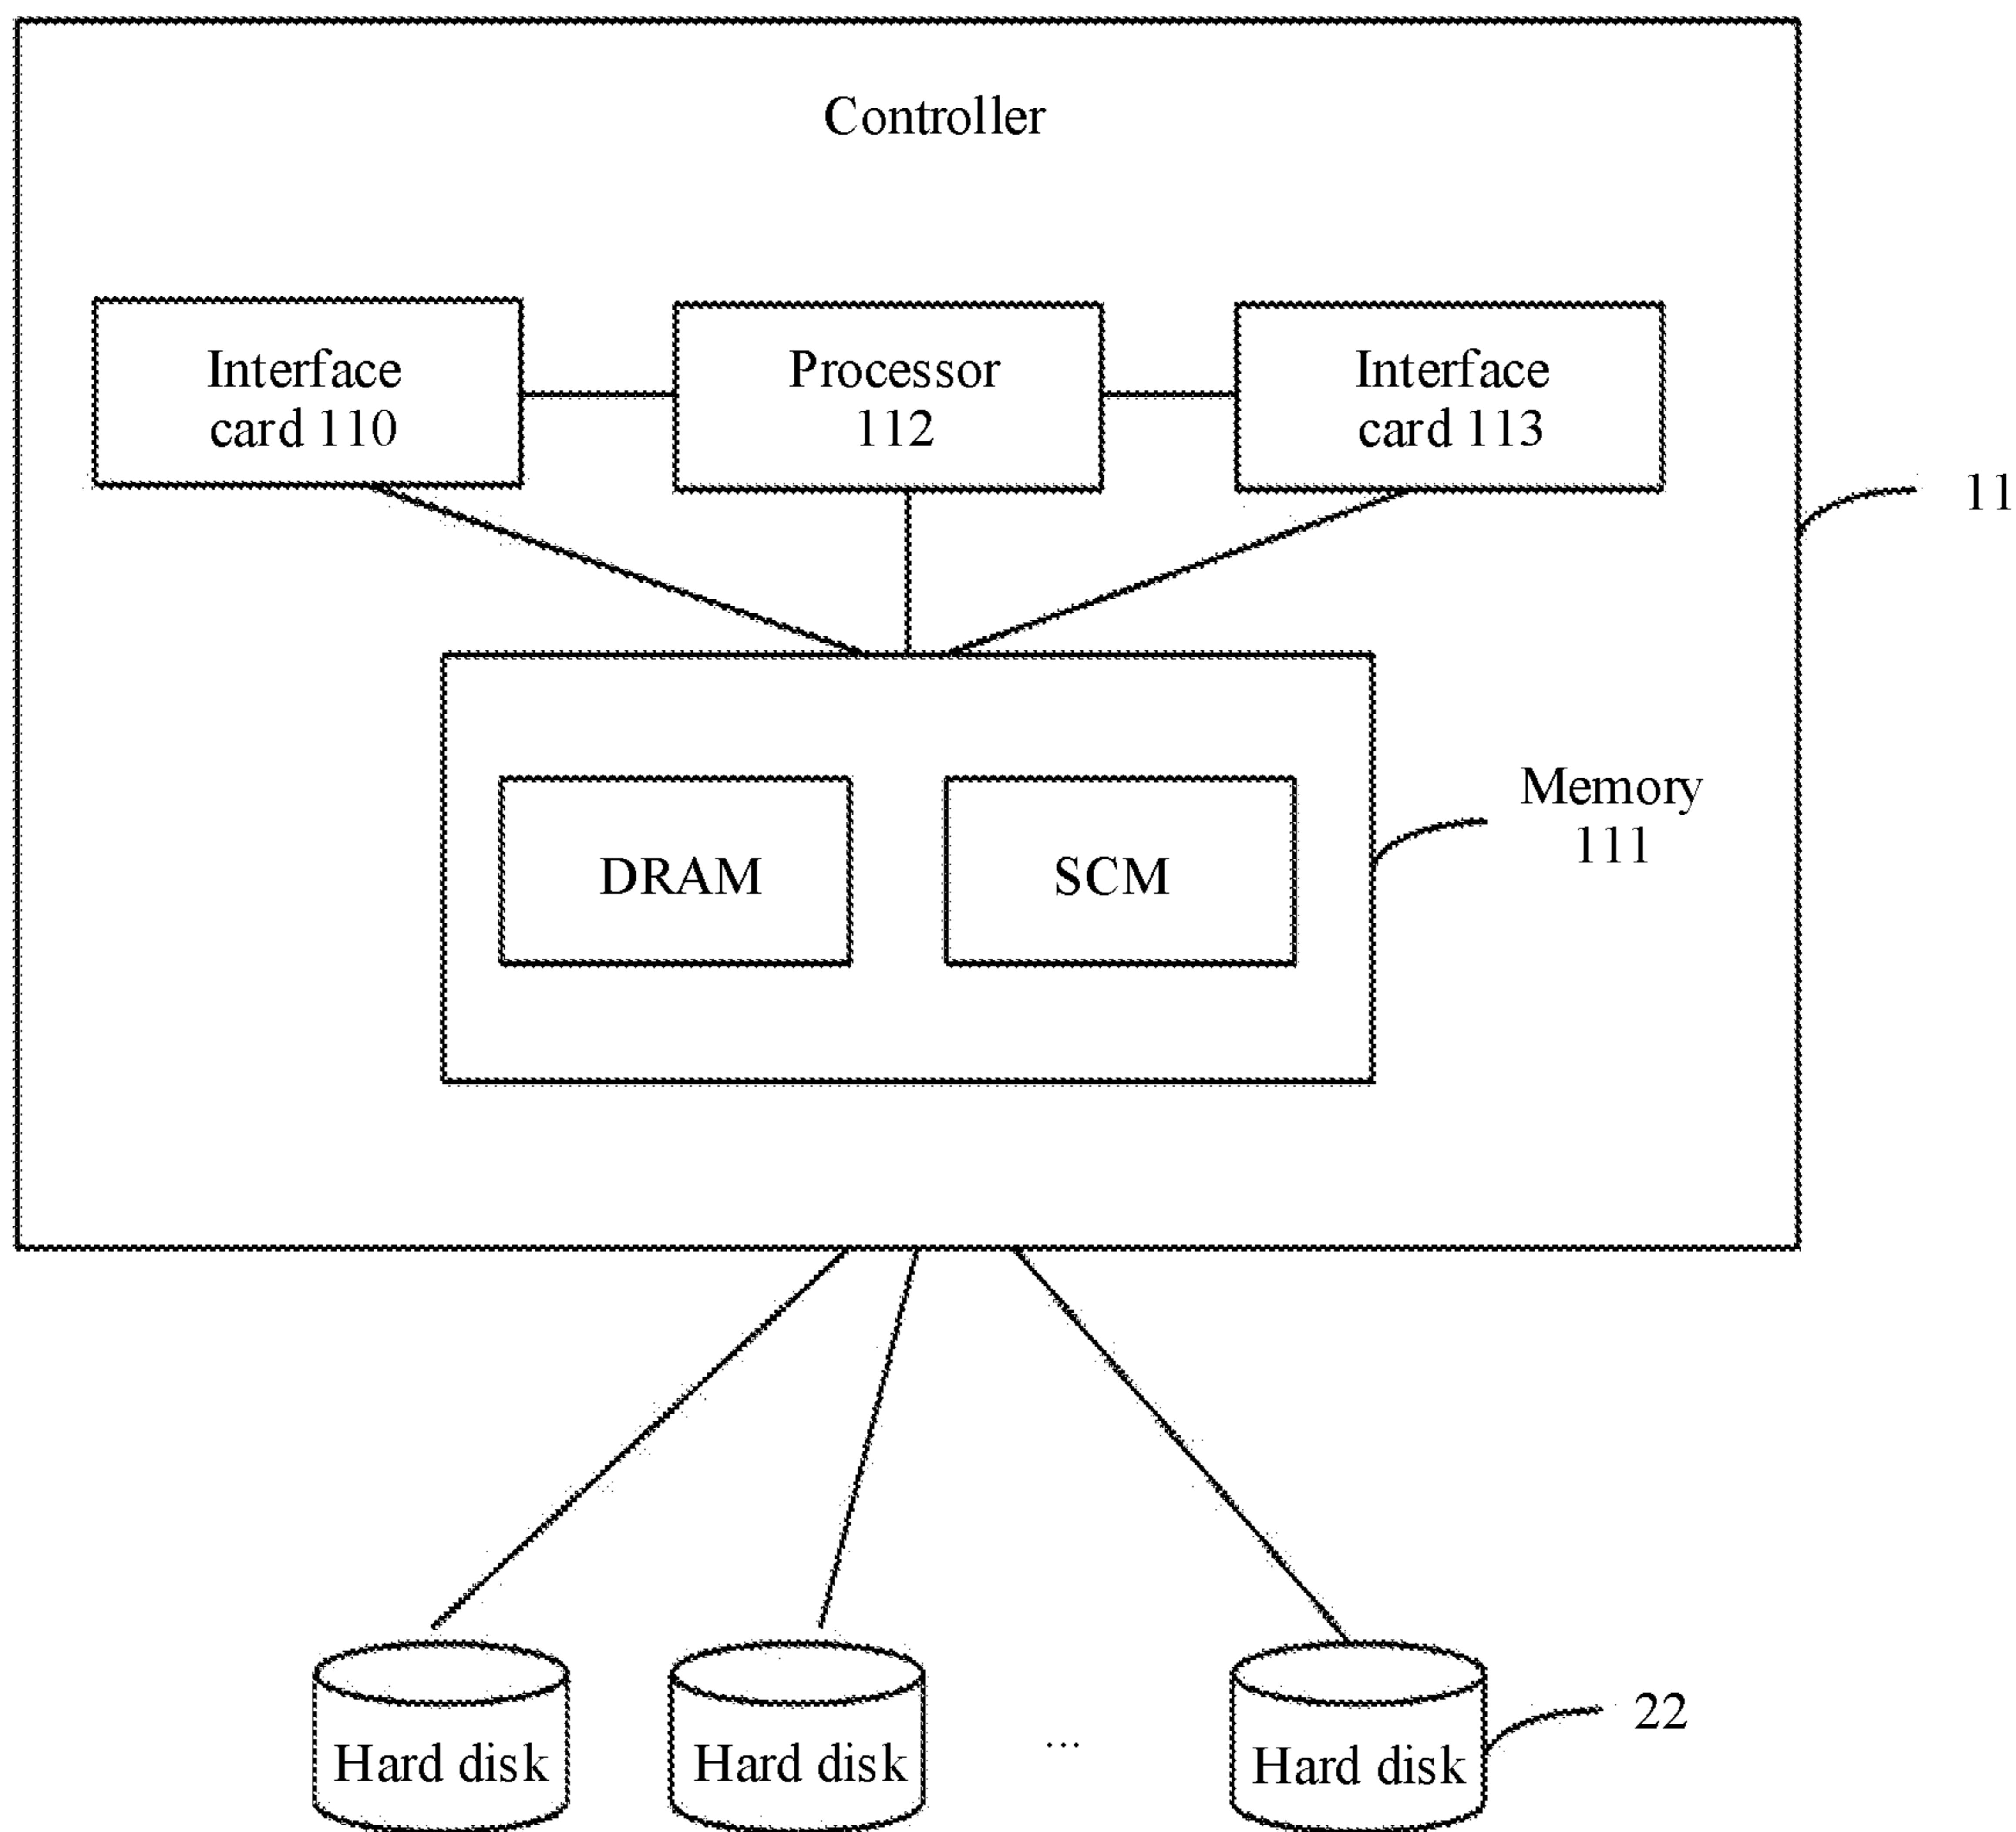 Controller
Interface
card 110
Processor
112
Interface
card 113
11
Memory
111
DRAM
SCM
22
Hard disk
Hard disk
...
Hard disk